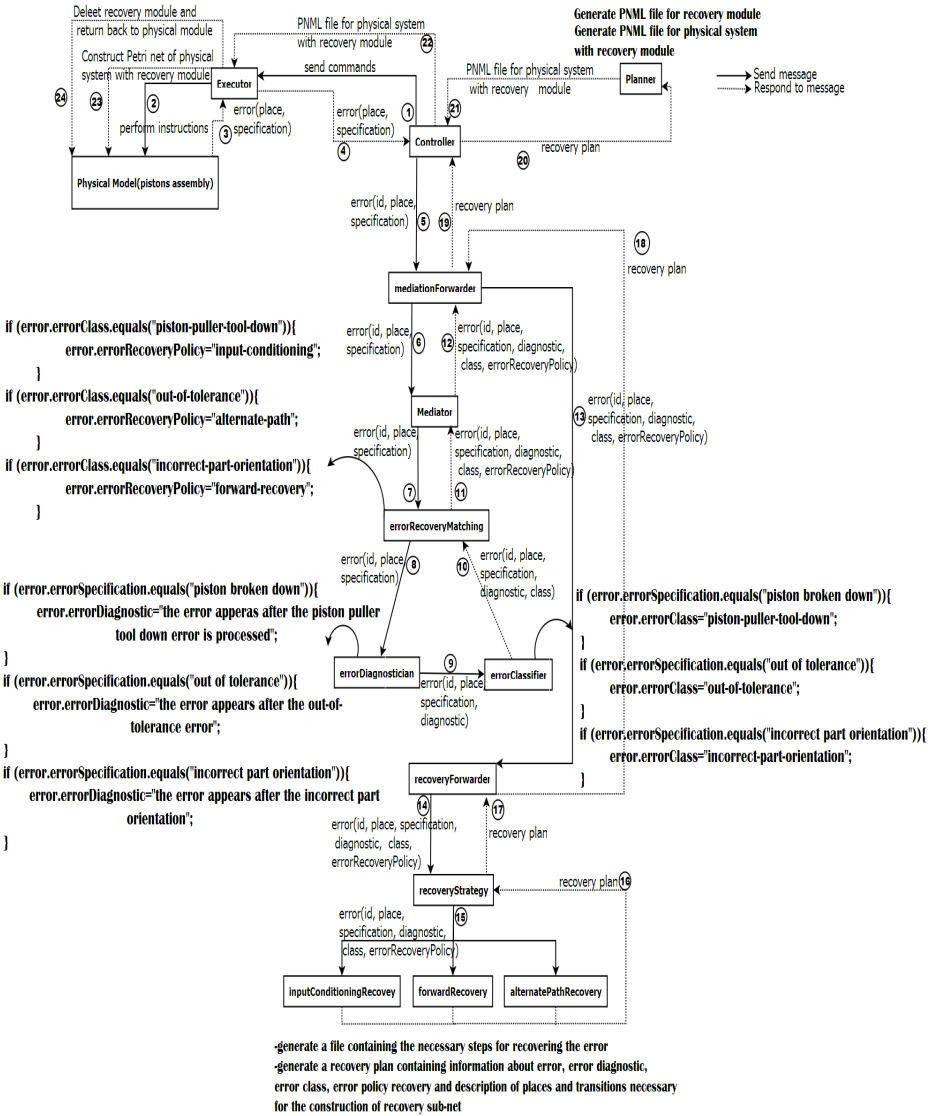 Deleet recovery module and
return back to physical module
Construct Petri net of physical
system with recovery module
PNML file for physical system
with recovery module
22
Generate PNML file for recovery module
Generate PNML file for physical system
with recovery module
Executor
send commands
PNML file for physical system
with recovery module
Planner
Send message
Respond to message
24
23
2
perform instructions
3
error(place,
specification)
error(place,
specification)
4
1
21
Controller
20
recovery plan
Physical Model(pistons assembly)
error(id, place,
specification)
5
19
recovery plan
18
recovery plan
mediationForwarder
if (error.errorClass.equals("piston-puller-tool-down")){
error.errorRecoveryPolicy="input-conditioning";
}
if (error.errorClass.equals("out-of-tolerance")){
error.errorRecoveryPolicy="alternate-path";
}
if (error.errorClass.equals("incorrect-part-orientation")){
error.errorRecoveryPolicy="forward-recovery";
}
error(id, place,
specification)
6
12
error(id, place,
specification, diagnostic,
class, errorRecoveryPolicy)
Mediator
13
error(id, place,
specification, diagnostic,
class, errorRecoveryPolicy)
error(id, place,
specification)
error(id, place,
specification, diagnostic,
class, errorRecoveryPolicy)
7
11
errorRecoveryMatching
error(id, place,
specification)
8
10
error(id, place,
specification,
diagnostic, class)
if (error.errorSpecification.equals("piston broken down")){
error.errorDiagnostic="the error apperas after the piston puller
tool down error is processed";
}
if (error.errorSpecification.equals("out of tolerance")){
error.errorDiagnostic="the error appears after the out-of-
tolerance error";
}
if (error.errorSpecification.equals("incorrect part orientation")){
error.errorDiagnostic="the error appears after the incorrect part
orientation";
}
errorDiagnostician
9
error(id, place
specification,
diagnostic)
errorClassifier
if (error.errorSpecification.equals("piston broken down")){
error.errorClass="piston-puller-tool-down";
}
if (error.errorSpecification.equals("out of tolerance")){
error.errorClass="out-of-tolerance";
}
if (error.errorSpecification.equals("incorrect part orientation")){
error.errorClass="incorrect-part-orientation";
}
recoveryForwarder
14
error(id, place, specification,
diagnostic, class,
errorRecoveryPolicy)
17
recovery plan
recoveryStrategy
recovery plan
16
15
error(id, place,
specification, diagnostic,
class, errorRecoveryPolicy)
inputConditioningRecovey
forwardRecovery
alternatePathRecovery
-generate a file containing the necessary steps for recovering the error
-generate a recovery plan containing information about error, error diagnostic,
error class, error policy recovery and description of places and transitions necessary
for the construction of recovery sub-net